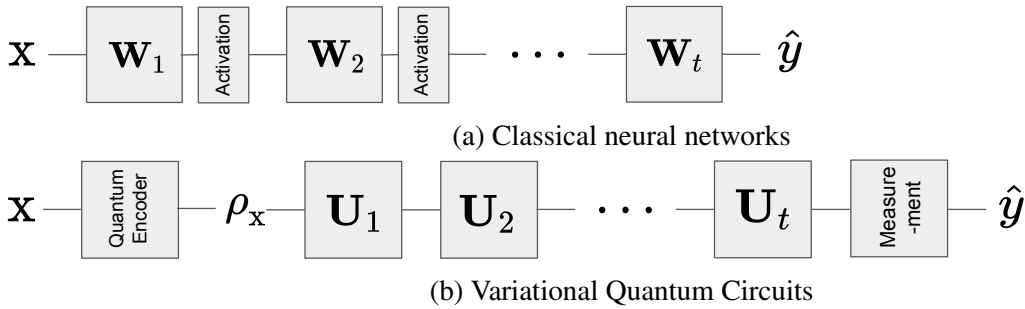 x W₁ Activation W₂ Activation ··· Wₜ ŷ
(a) Classical neural networks
x Quantum Encoder ρₓ U₁ U₂ ··· Uₜ Measure-ment ŷ
(b) Variational Quantum Circuits